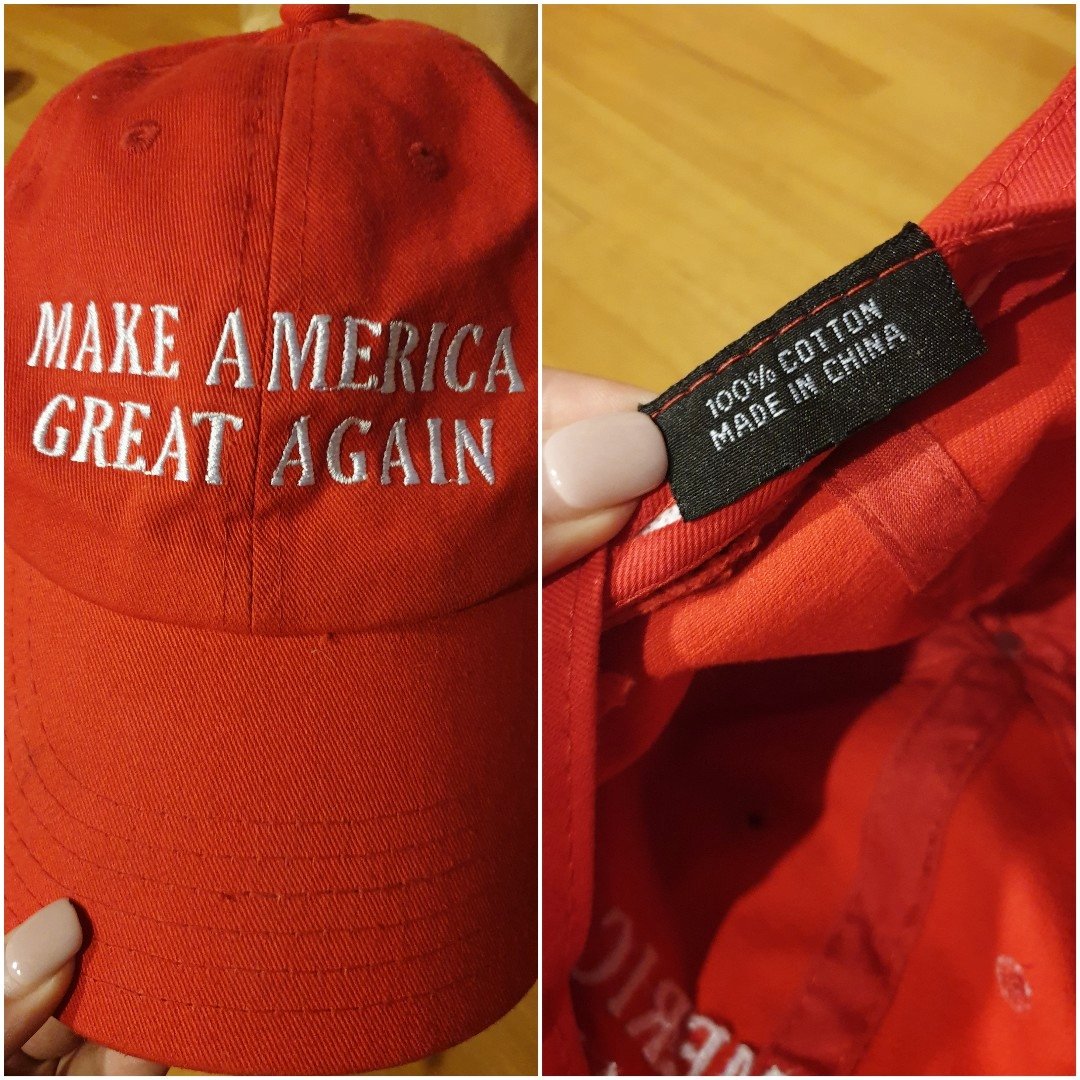 MAKE AMERICA
GREAT AGAIN
100% COTTON
MADE IN CHINA